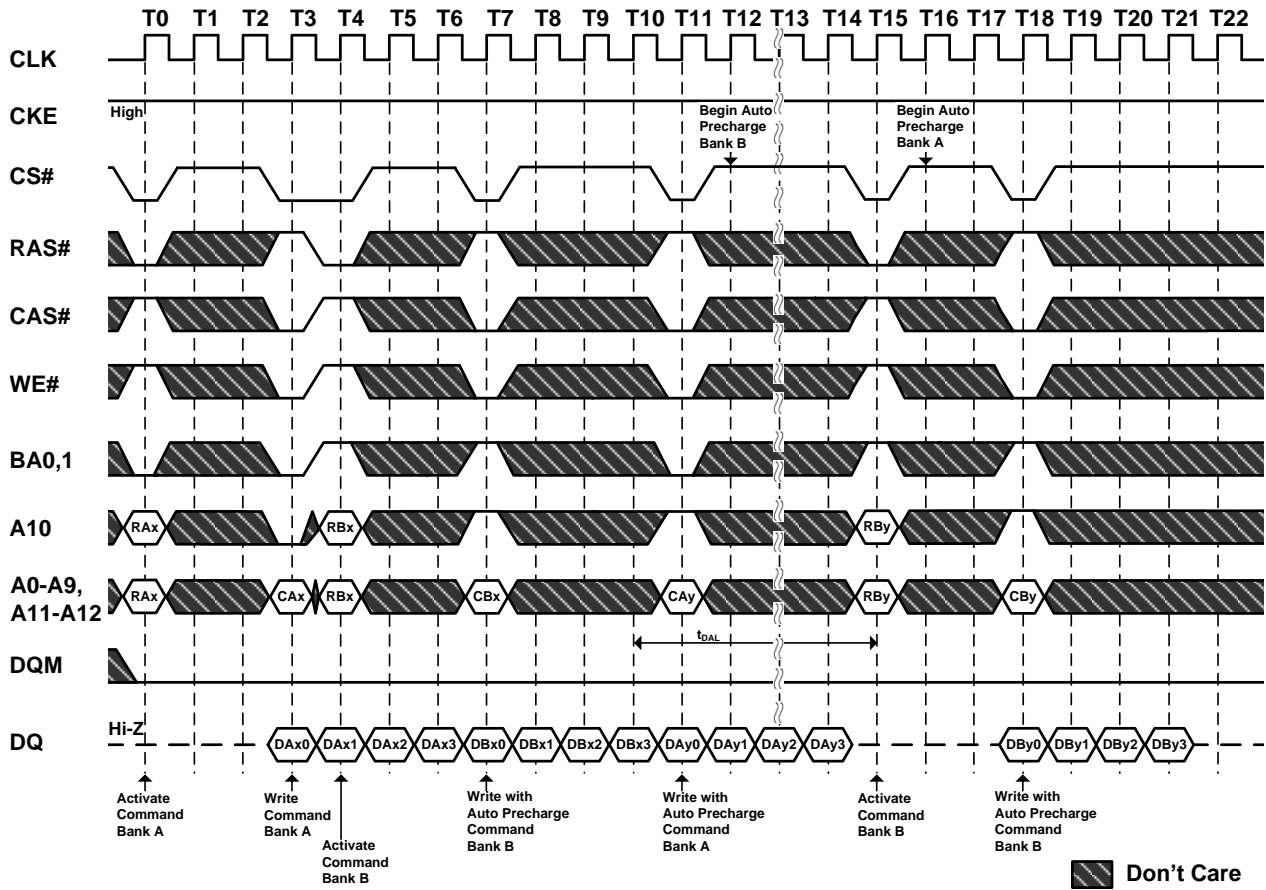 T0 T1 T2 T3 T4 T5 T6 T7 T8 T9 T10 T11 T12 T13 T14 T15 T16 T17 T18 T19 T20 T21 T22
CLK
CKE
High
Begin Auto
Precharge
Bank B
Begin Auto
Precharge
Bank A
CS#
RAS#
CAS#
WE#
BA0,1
A10
RAx RBx RBy
A0-A9,
A11-A12
RAx CAx RBx CBx CAy RBy CBy
tDAL
DQM
Hi-Z
DQ
DAx0 DAx1 DAx2 DAx3 DBx0 DBx1 DBx2 DBx3 DAy0 DAy1 DAy2 DAy3 DBy0 DBy1 DBy2 DBy3
Activate
Command
Bank A
Write
Command
Bank A
Activate
Command
Bank B
Write with
Auto Precharge
Command
Bank B
Write with
Auto Precharge
Command
Bank A
Activate
Command
Bank B
Write with
Auto Precharge
Command
Bank B
Don't Care